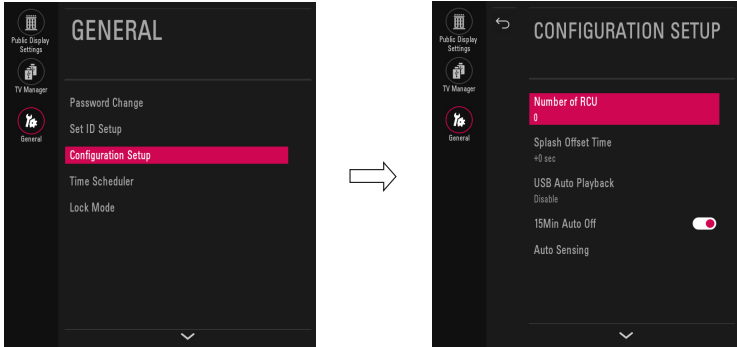 Public Display
Settings
TV Manager
General
GENERAL
Password Change
Set ID Setup
Configuration Setup
Time Scheduler
Lock Mode
Public Display
Settings
TV Manager
General
CONFIGURATION SETUP
Number of RCU
0
Splash Offset Time
+0 sec
USB Auto Playback
Disable
15Min Auto Off
Auto Sensing